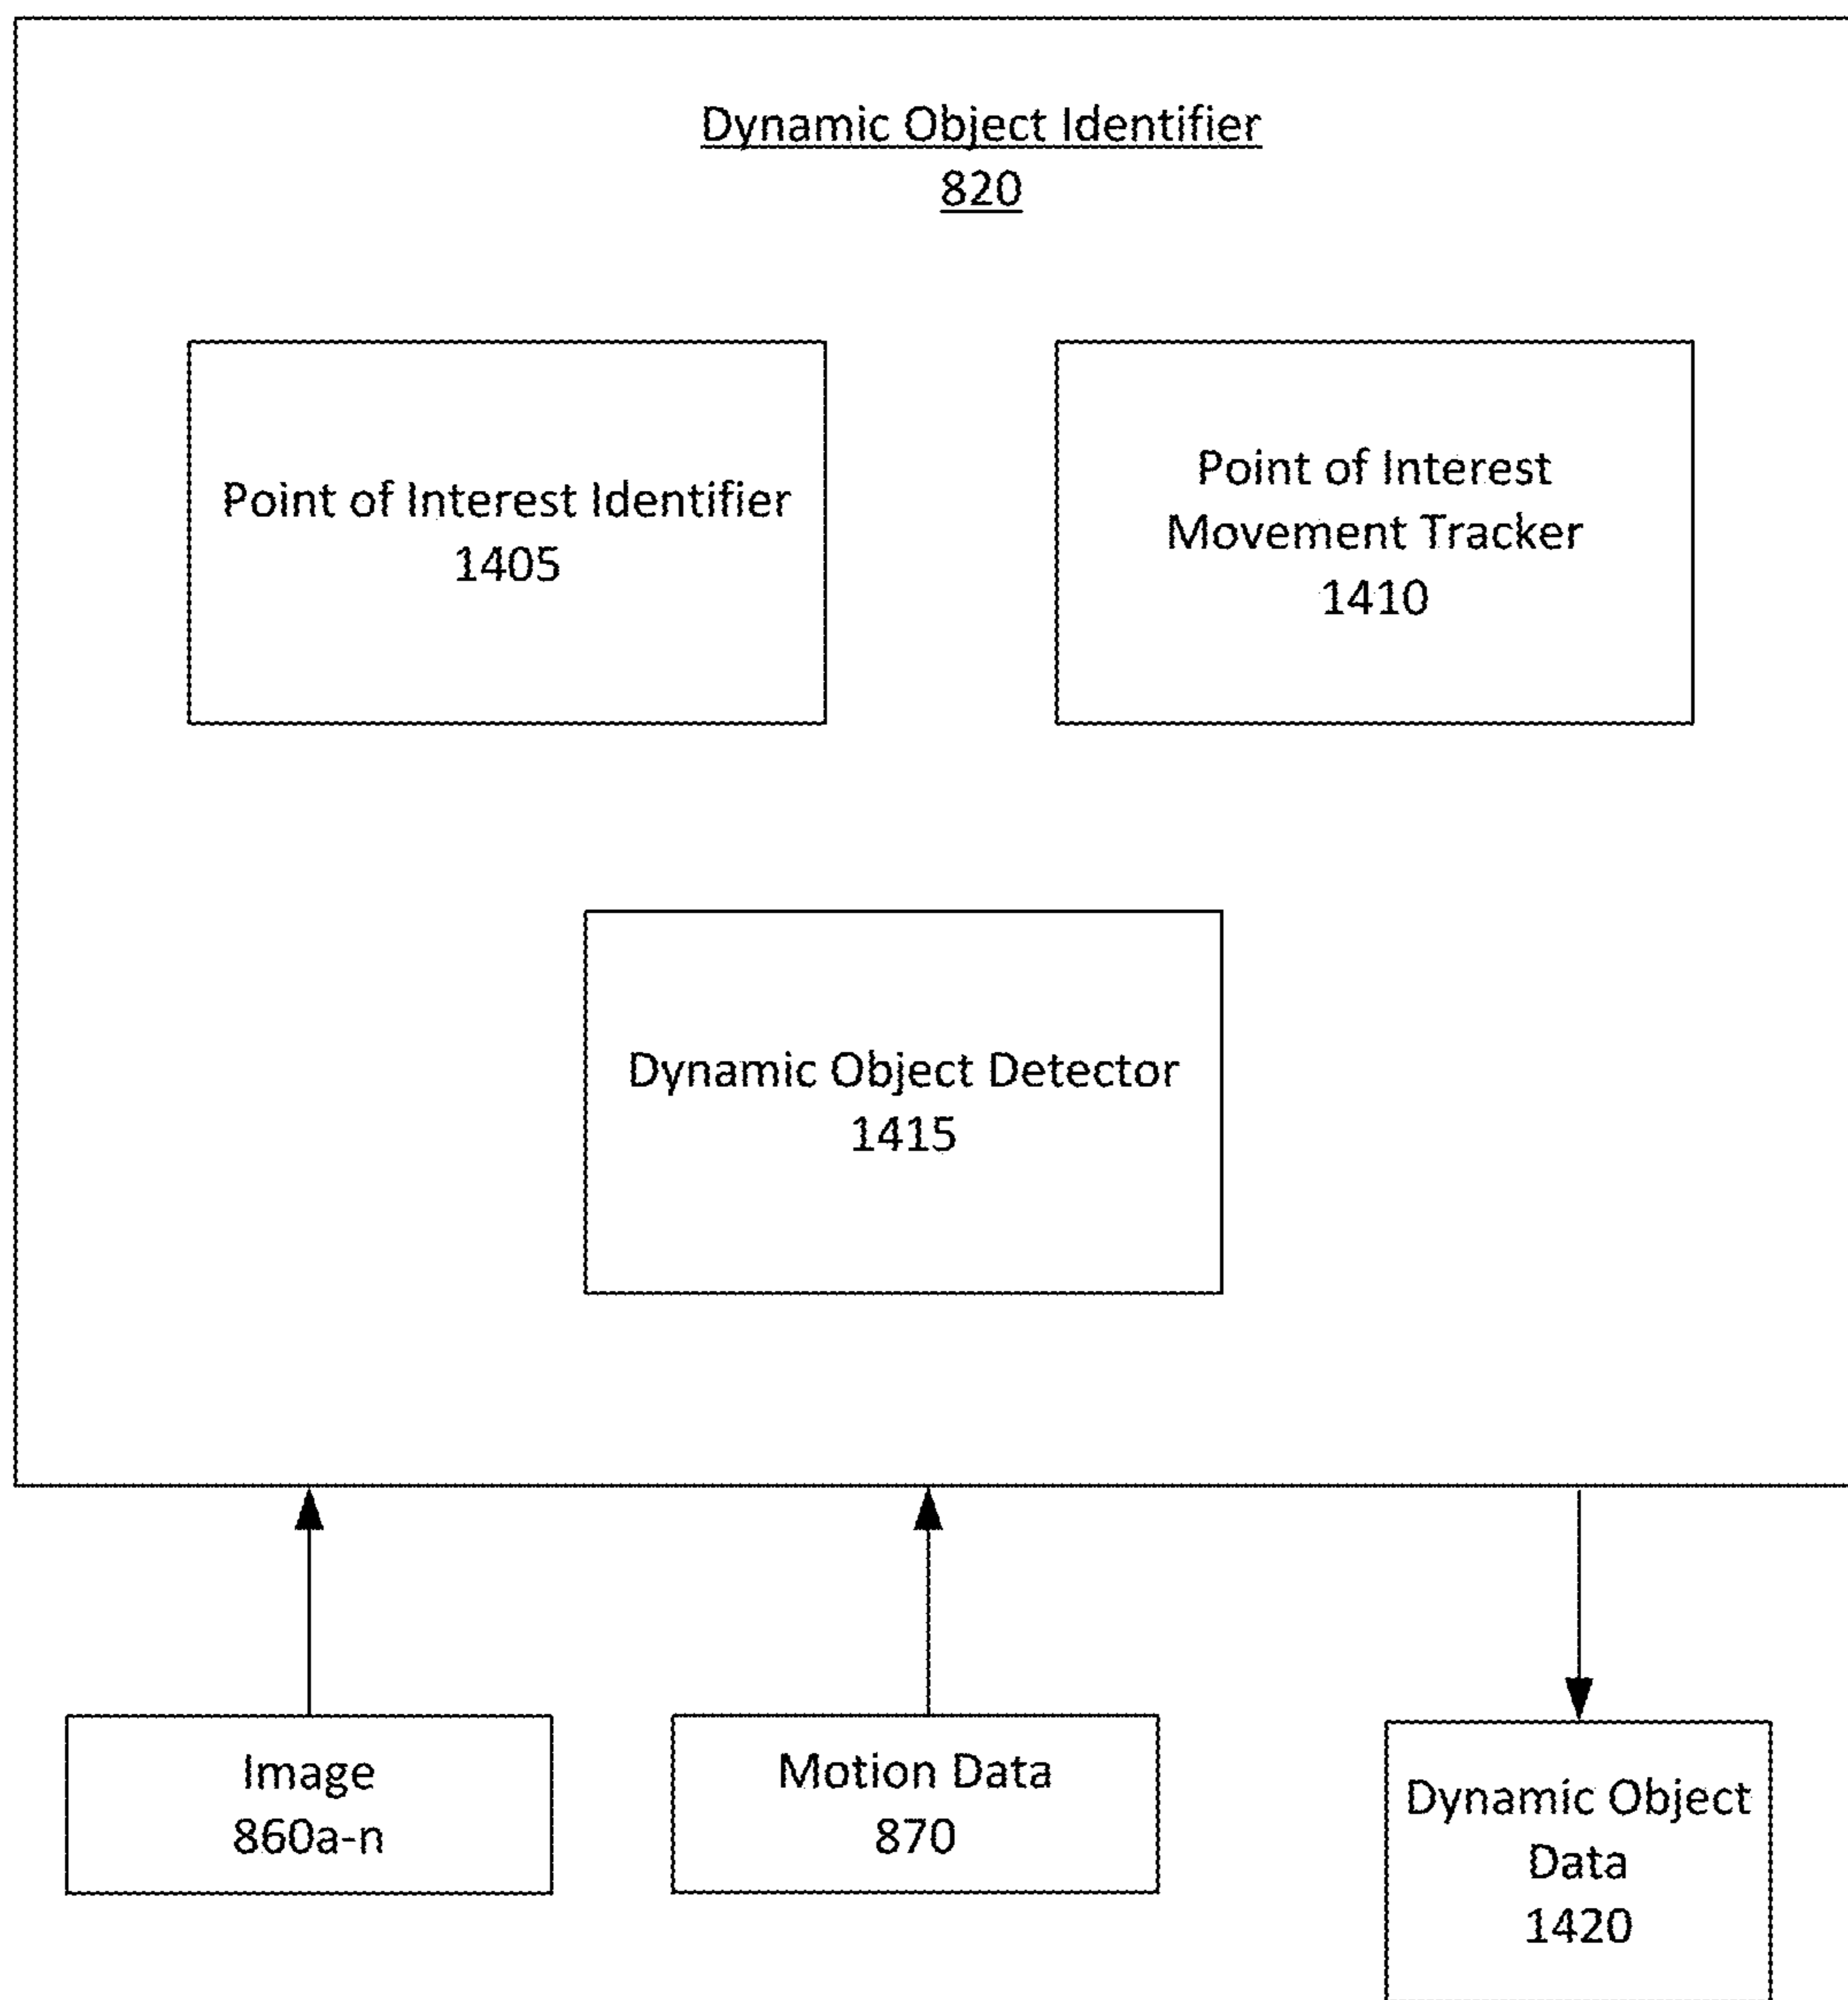 Dynamic Object Identifier
820
Point of Interest Identifier
1405
Point of Interest
Movement Tracker
1410
Dynamic Object Detector
1415
Image
860a-n
Motion Data
870
Dynamic Object
Data
1420